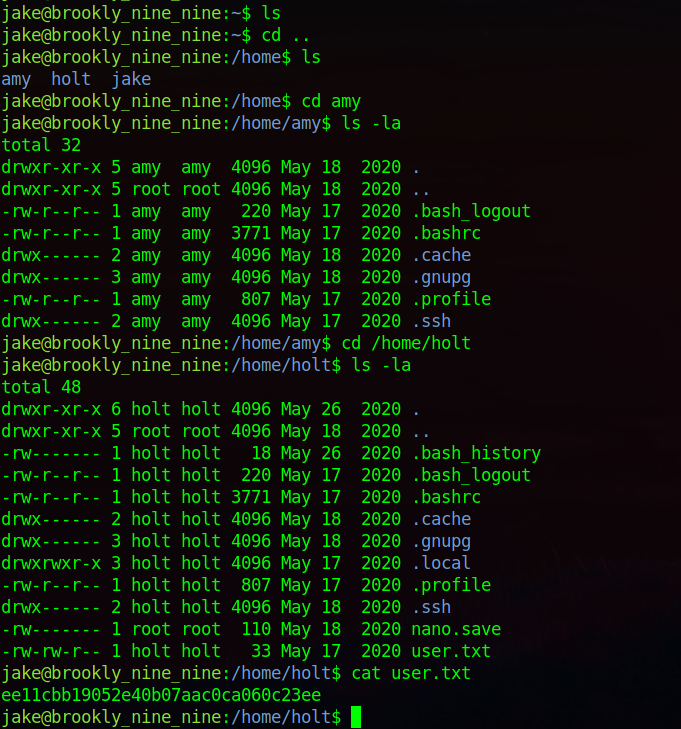 jake@brookly_nine_nine:~$ ls
jake@brookly_nine_nine:~$ cd ..
jake@brookly_nine_nine:/home$ ls
amy  holt  jake
jake@brookly_nine_nine:/home$ cd amy
jake@brookly_nine_nine:/home/amy$ ls -la
total 32
drwxr-xr-x 5 amy  amy  4096 May 18  2020 .
drwxr-xr-x 5 root root 4096 May 18  2020 ..
-rw-r--r-- 1 amy  amy   220 May 17  2020 .bash_logout
-rw-r--r-- 1 amy  amy  3771 May 17  2020 .bashrc
drwx------ 2 amy  amy  4096 May 18  2020 .cache
drwx------ 3 amy  amy  4096 May 18  2020 .gnupg
-rw-r--r-- 1 amy  amy   807 May 17  2020 .profile
drwx------ 2 amy  amy  4096 May 18  2020 .ssh
jake@brookly_nine_nine:/home/amy$ cd /home/holt
jake@brookly_nine_nine:/home/holt$ ls -la
total 48
drwxr-xr-x 6 holt holt 4096 May 26  2020 .
drwxr-xr-x 5 root root 4096 May 18  2020 ..
-rw------- 1 holt holt   18 May 26  2020 .bash_history
-rw-r--r-- 1 holt holt  220 May 17  2020 .bash_logout
-rw-r--r-- 1 holt holt 3771 May 17  2020 .bashrc
drwx------ 2 holt holt 4096 May 18  2020 .cache
drwx------ 3 holt holt 4096 May 18  2020 .gnupg
drwxrwxr-x 3 holt holt 4096 May 17  2020 .local
-rw-r--r-- 1 holt holt  807 May 17  2020 .profile
drwx------ 2 holt holt 4096 May 18  2020 .ssh
-rw------- 1 root root  110 May 18  2020 nano.save
-rw-rw-r-- 1 holt holt   33 May 17  2020 user.txt
jake@brookly_nine_nine:/home/holt$ cat user.txt
ee11cbb19052e40b07aac0ca060c23ee
jake@brookly_nine_nine:/home/holt$